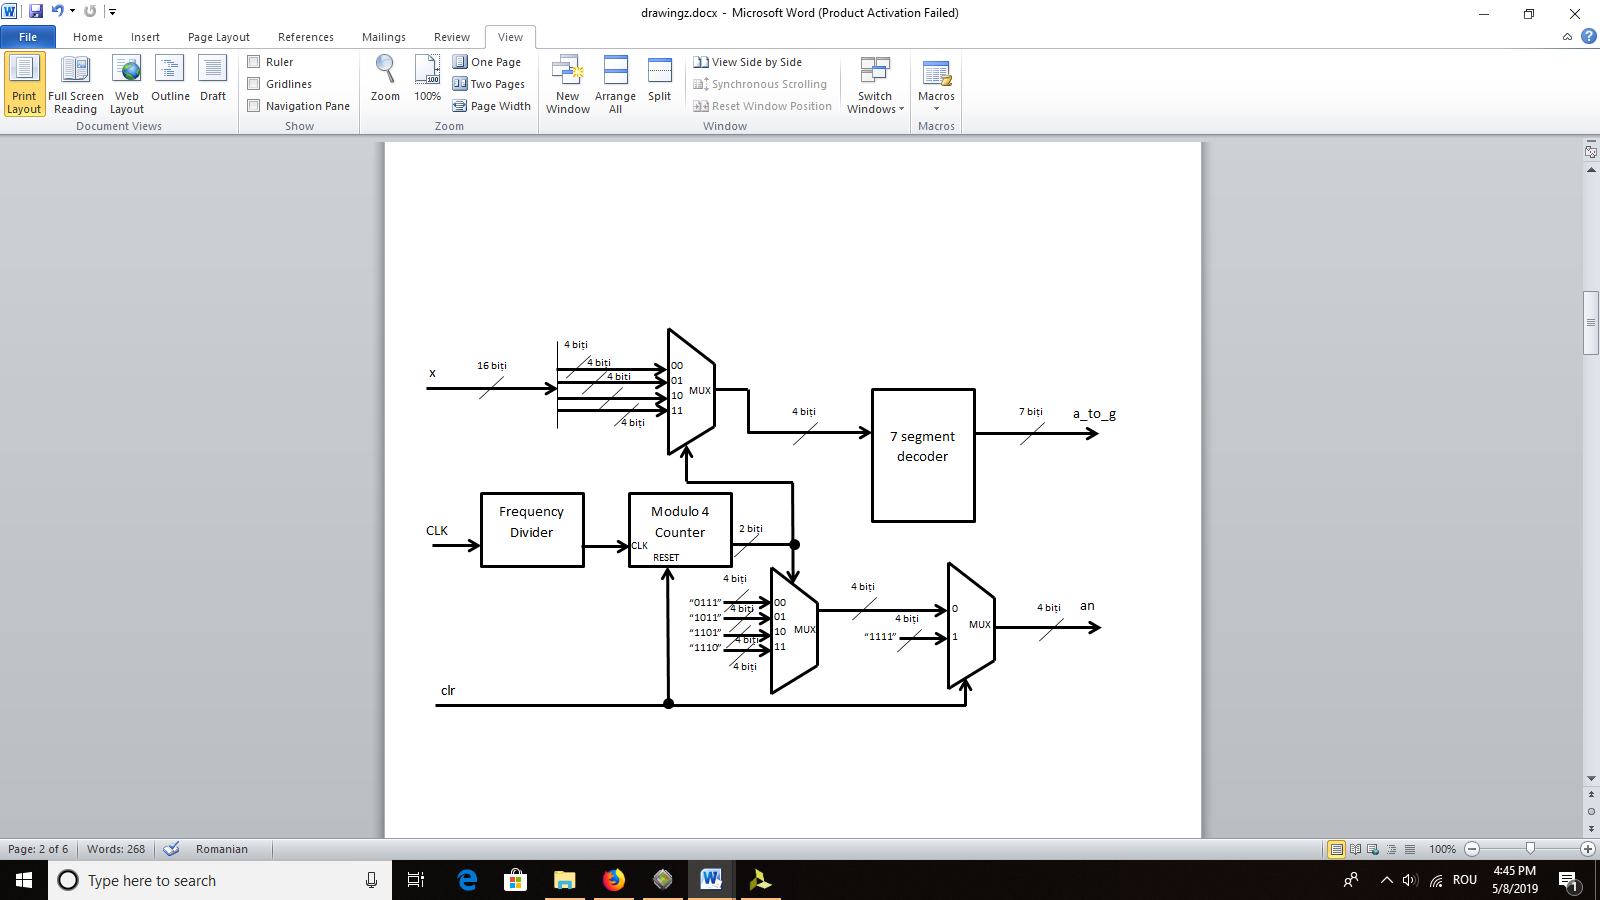 drawingz.docx - Microsoft Word (Product Activation Failed)
File Home Insert Page Layout References Mailings Review View
Ruler
Gridlines
Navigation Pane
One Page
Two Pages
Page Width
View Side by Side
Synchronous Scrolling
Reset Window Position
Print Layout
Full Screen Reading
Web Layout
Outline
Draft
Zoom
100%
New Window
Arrange All
Split
Switch Windows
Macros
Document Views
Show
Zoom
Window
Macros
x
16 biți
4 biți
4 biți
4 biți
4 biți
00
01
10
11
MUX
4 biți
7 segment
decoder
7 biți
a_to_g
CLK
Frequency
Divider
Modulo 4
Counter
CLK
RESET
2 biți
4 biți
“0111”
4 biți
“1011”
“1101”
4 biți
“1110”
4 biți
00
01
10
11
MUX
4 biți
4 biți
“1111”
0
1
MUX
4 biți
an
clr
Page: 2 of 6 Words: 268 Romanian 100%
Type here to search
ROU
4:45 PM
5/8/2019
1